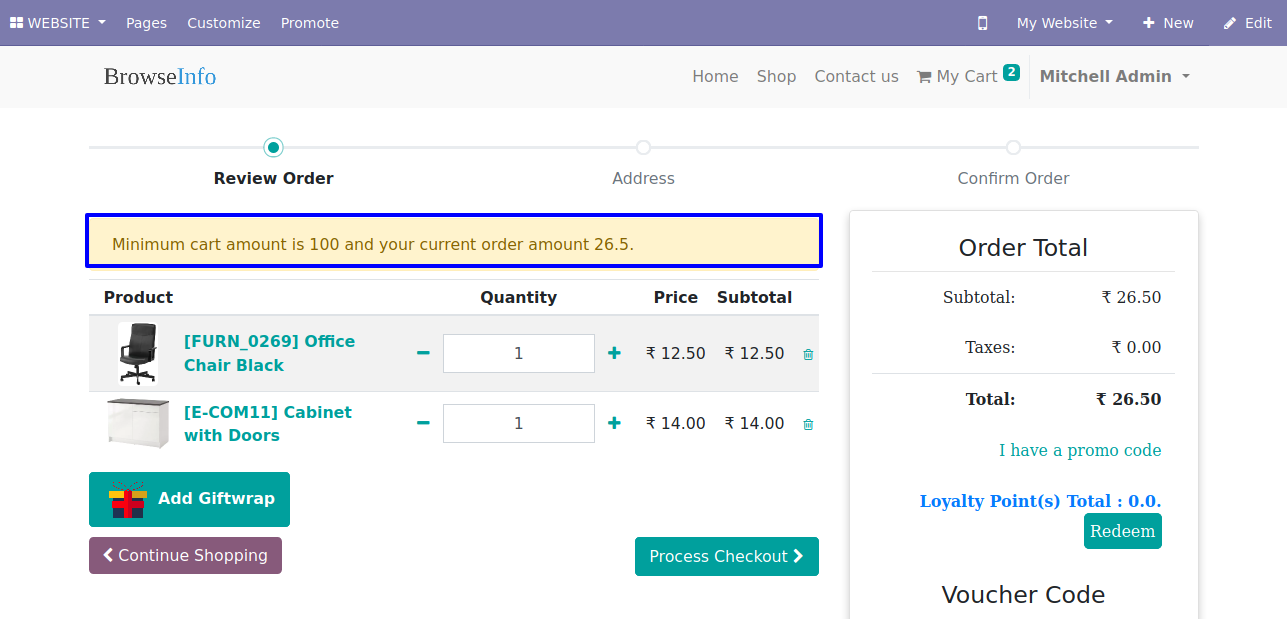 WEBSITE Pages Customize Promote My Website New Edit
BrowseInfo Home Shop Contact us My Cart 2 Mitchell Admin
Review Order Address Confirm Order
Minimum cart amount is 100 and your current order amount 26.5.
Product Quantity Price Subtotal
[FURN_0269] Office
Chair Black
1 ₹ 12.50 ₹ 12.50
[E-COM11] Cabinet
with Doors
1 ₹ 14.00 ₹ 14.00
Add Giftwrap
Continue Shopping Process Checkout
Order Total
Subtotal: ₹ 26.50
Taxes: ₹ 0.00
Total: ₹ 26.50
I have a promo code
Loyalty Point(s) Total : 0.0.
Redeem
Voucher Code